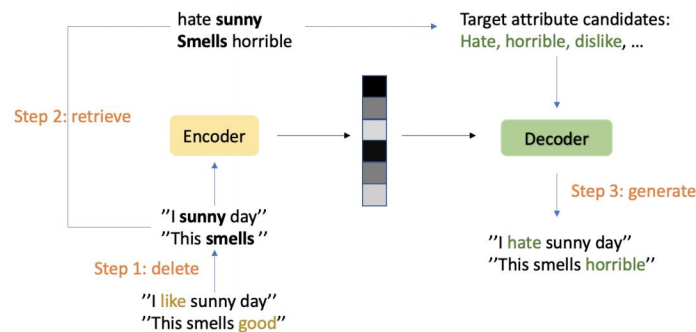 hate sunny
Smells horrible
Target attribute candidates:
Hate, horrible, dislike, ...
Step 2: retrieve
Encoder
Decoder
Step 3: generate
"I sunny day"
"This smells "
"I hate sunny day"
"This smells horrible"
Step 1: delete
"I like sunny day"
"This smells good"